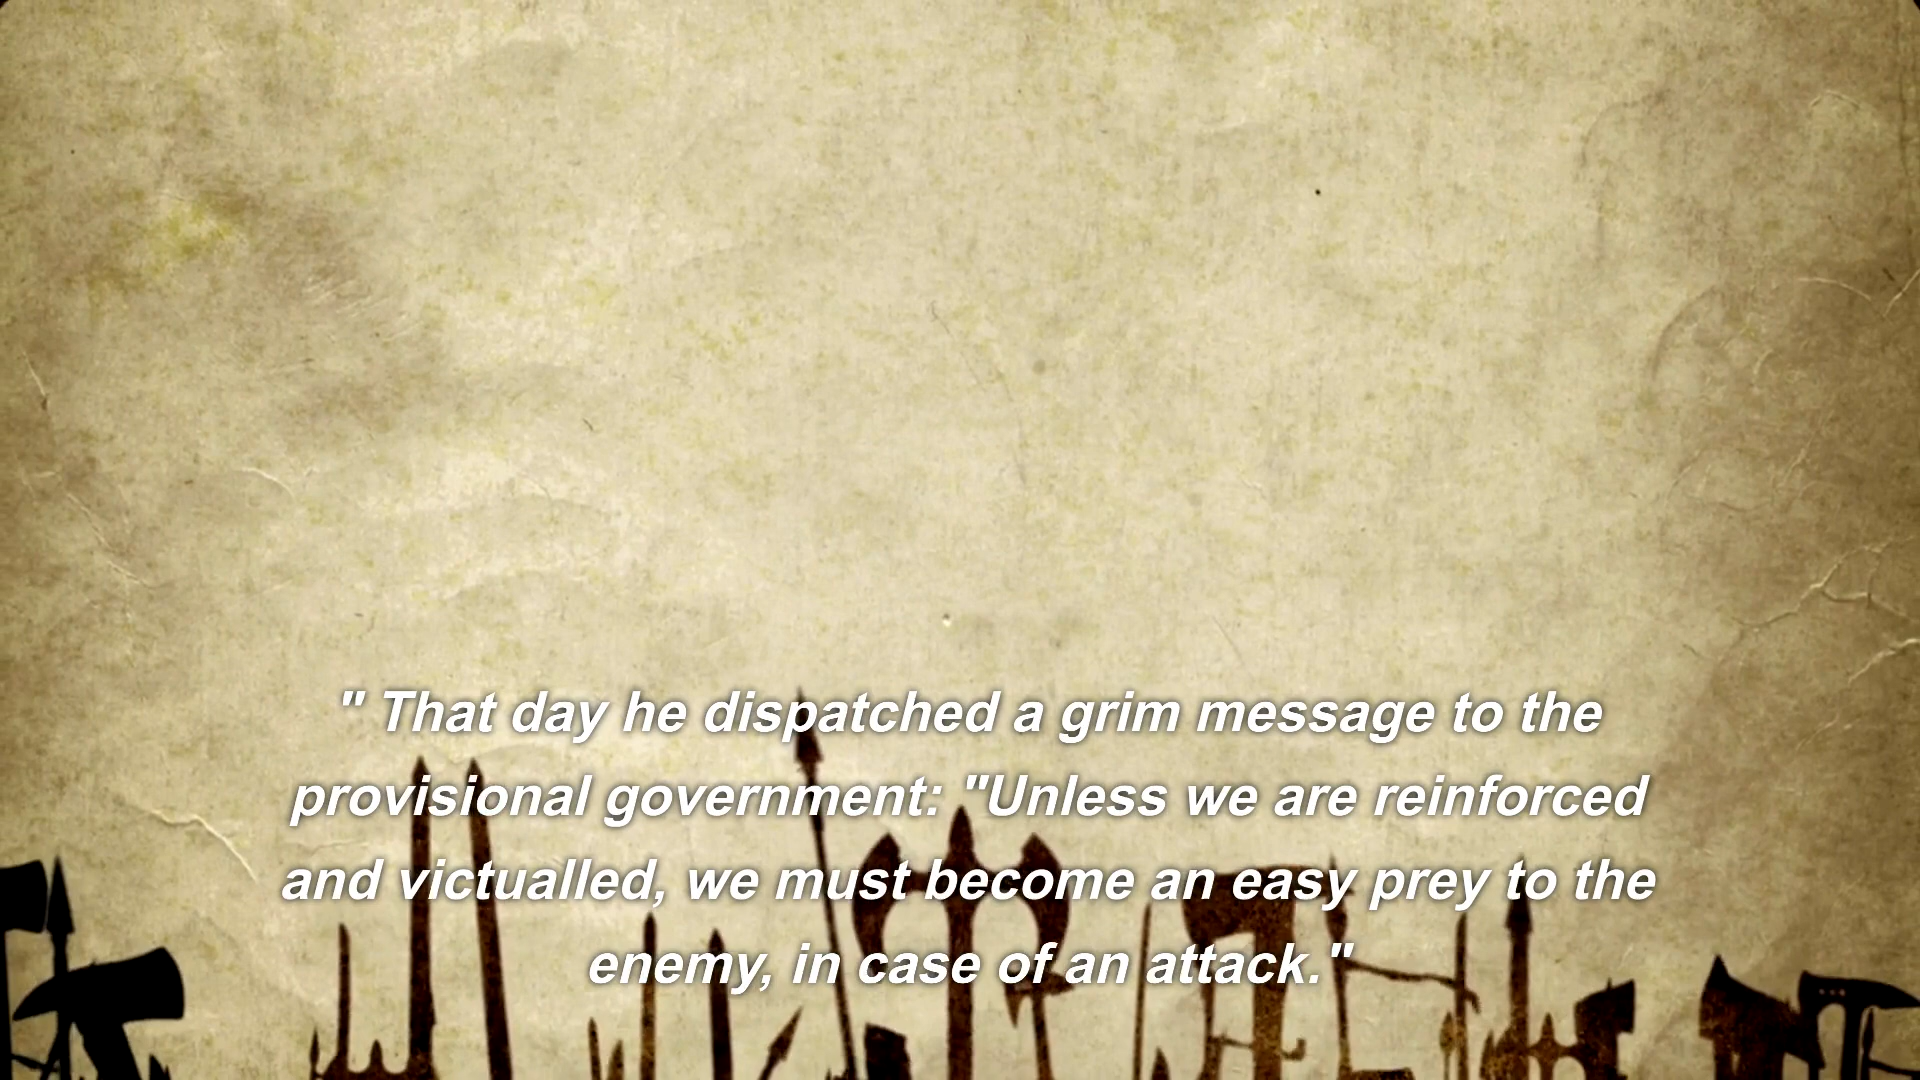 " That day he dispatched a grim message to the
provisional government: "Unless we are reinforced
and victualled, we must become an easy prey to the
enemy, in case of an attack."